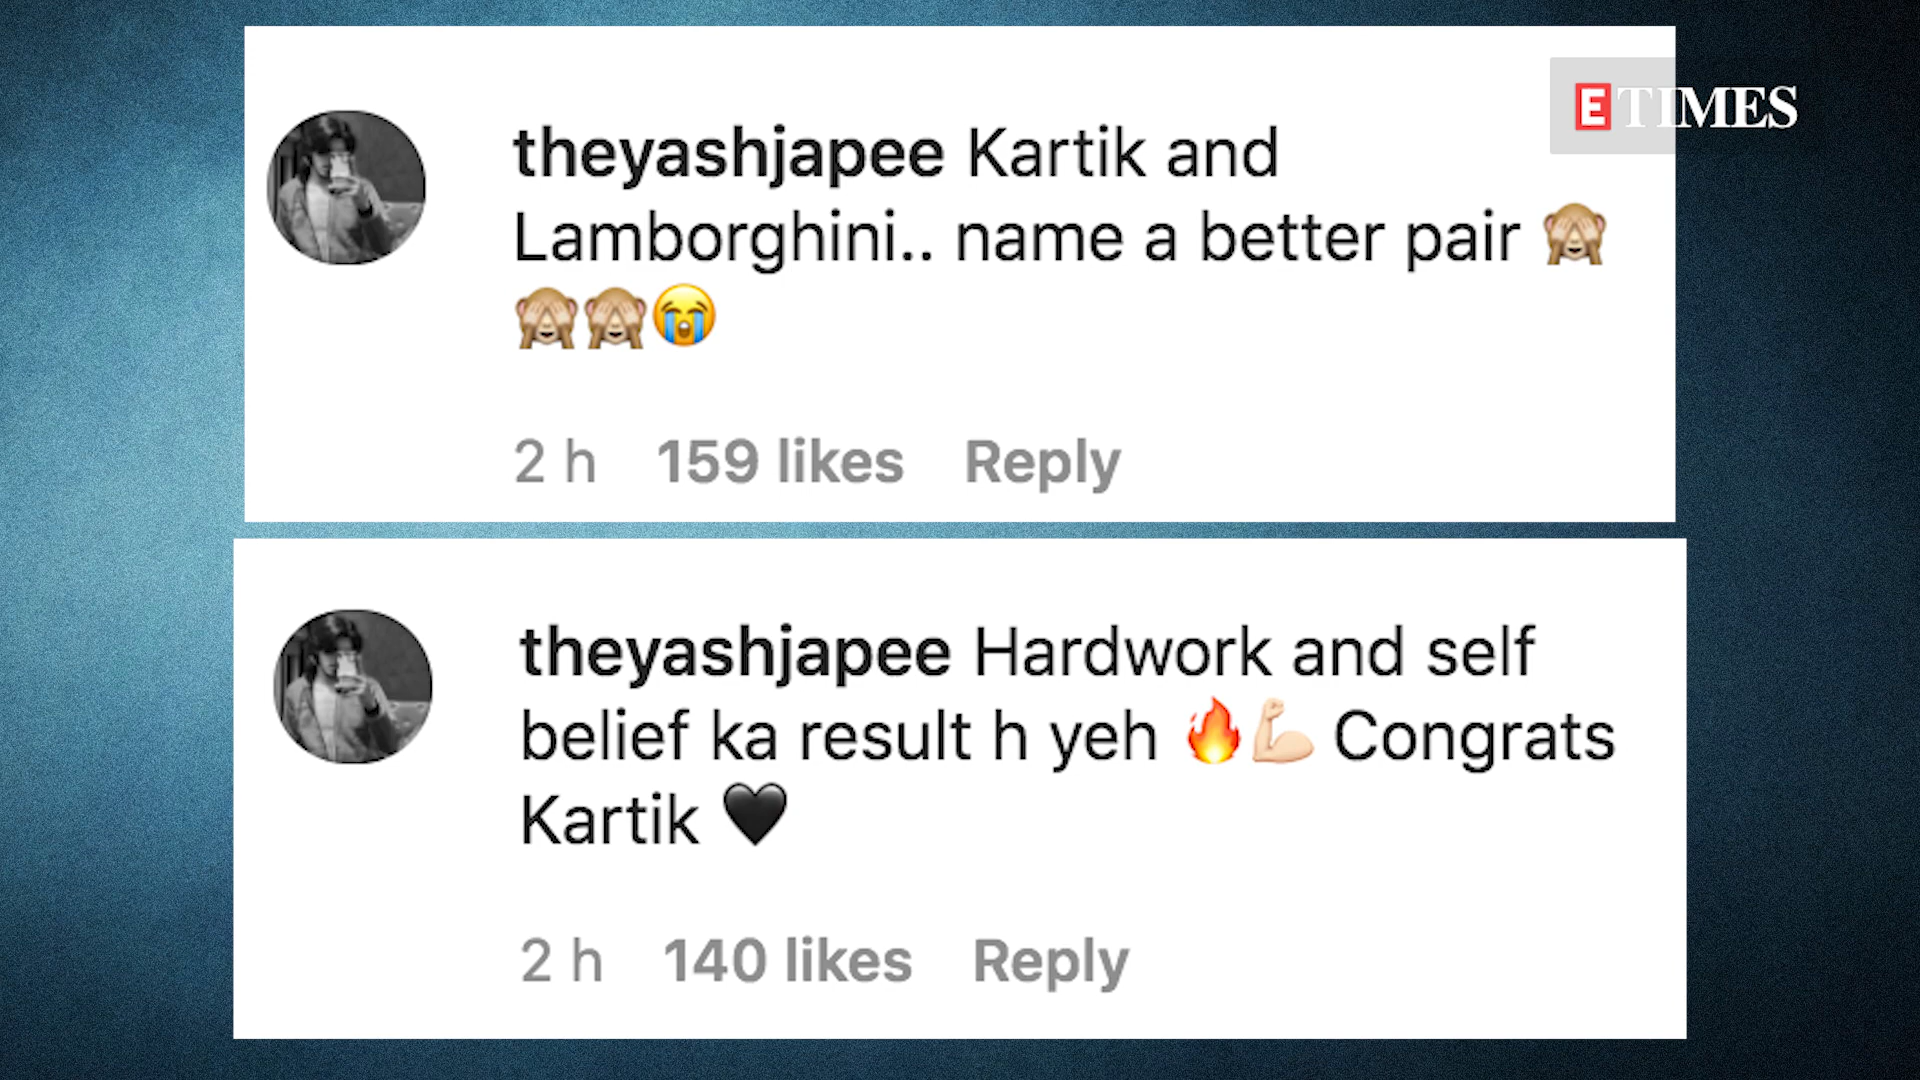 ETIMES
theyashjapee Kartik and
Lamborghini.. name a better pair 🙈
🙈🙈😭
2 h 159 likes Reply
theyashjapee Hardwork and self
belief ka result h yeh 🔥💪🏻 Congrats
Kartik 🖤
2 h 140 likes Reply